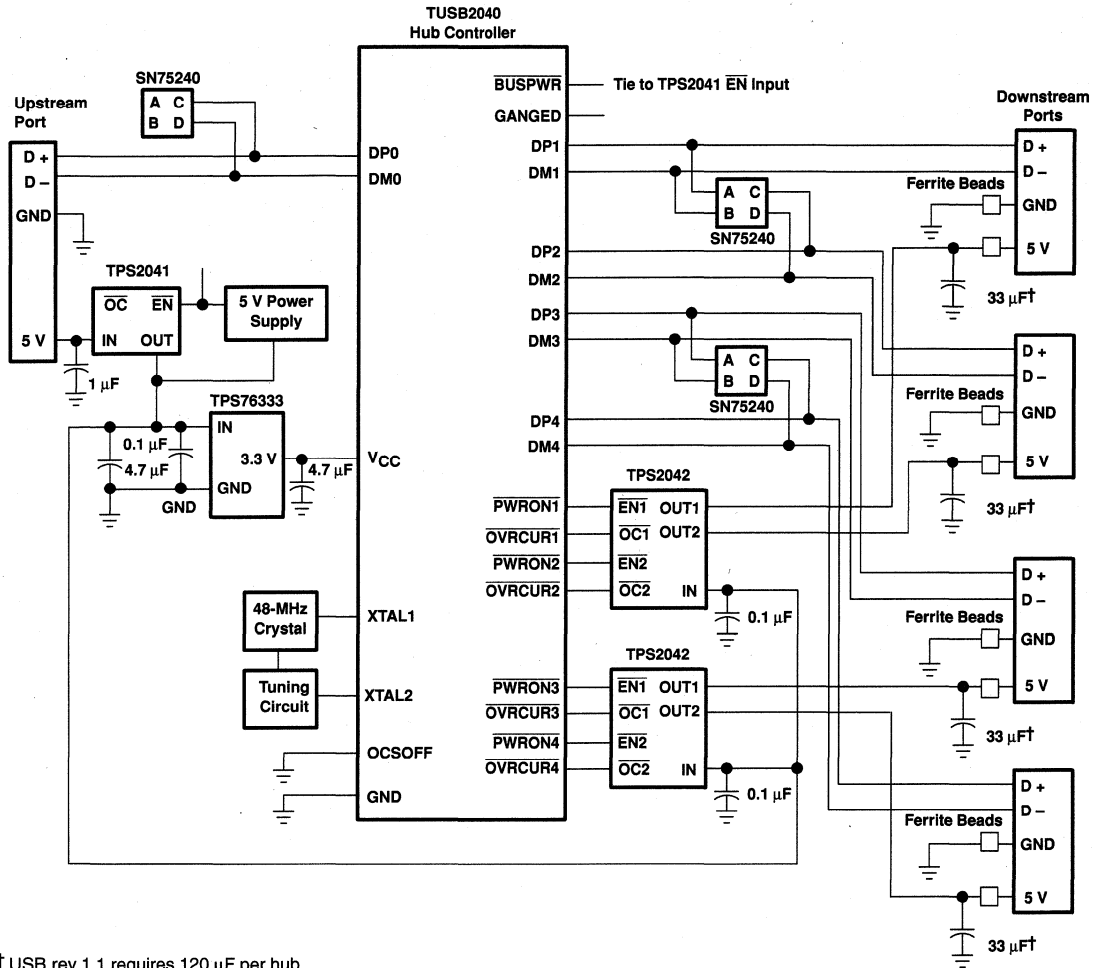 TUSB2040
Hub Controller
SN75240
A C
B D
Upstream
Port
D +
D –
GND
5 V
DP0
DM0
TPS2041
OC EN
IN OUT
5 V Power
Supply
1 µF
TPS76333
IN
3.3 V
GND
0.1 µF
4.7 µF
GND
4.7 µF
VCC
48-MHz
Crystal
XTAL1
Tuning
Circuit
XTAL2
OCSOFF
GND
BUSPWR
Tie to TPS2041 EN Input
GANGED
DP1
DM1
A C
B D
SN75240
DP2
DM2
DP3
DM3
A C
B D
SN75240
DP4
DM4
TPS2042
PWRON1
EN1 OUT1
OVRCUR1
OC1 OUT2
PWRON2
EN2
OVRCUR2
OC2 IN
0.1 µF
TPS2042
PWRON3
EN1 OUT1
OVRCUR3
OC1 OUT2
PWRON4
EN2
OVRCUR4
OC2 IN
0.1 µF
Downstream
Ports
D +
D –
Ferrite Beads
GND
5 V
33 µF†
D +
D –
Ferrite Beads
GND
5 V
33 µF†
D +
D –
Ferrite Beads
GND
5 V
33 µF†
D +
D –
Ferrite Beads
GND
5 V
33 µF†
† USB rev 1.1 requires 120 µF per hub